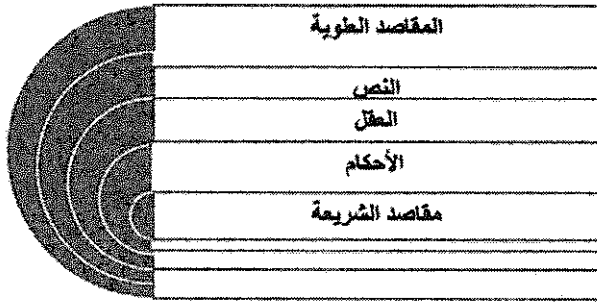 المقاصد العلوية
النص
العقل
الأحكام
مقاصد الشريعة